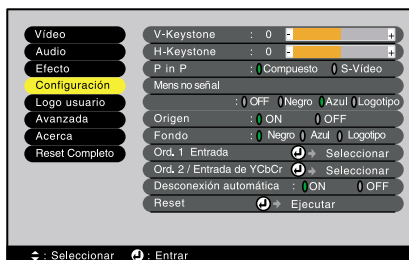 Vídeo
Audio
Efecto
Configuración
Logo usuario
Avanzada
Acerca
Reset Completo
V-Keystone : 0 - +
H-Keystone : 0 - +
P in P : Compuesto S-Vídeo
Mens no señal
: OFF Negro Azul Logotipo
Origen : ON OFF
Fondo : Negro Azul Logotipo
Ord. 1 Entrada Seleccionar
Ord. 2 / Entrada de YCbCr Seleccionar
Desconexión automática : ON OFF
Reset Ejecutar
: Seleccionar : Entrar